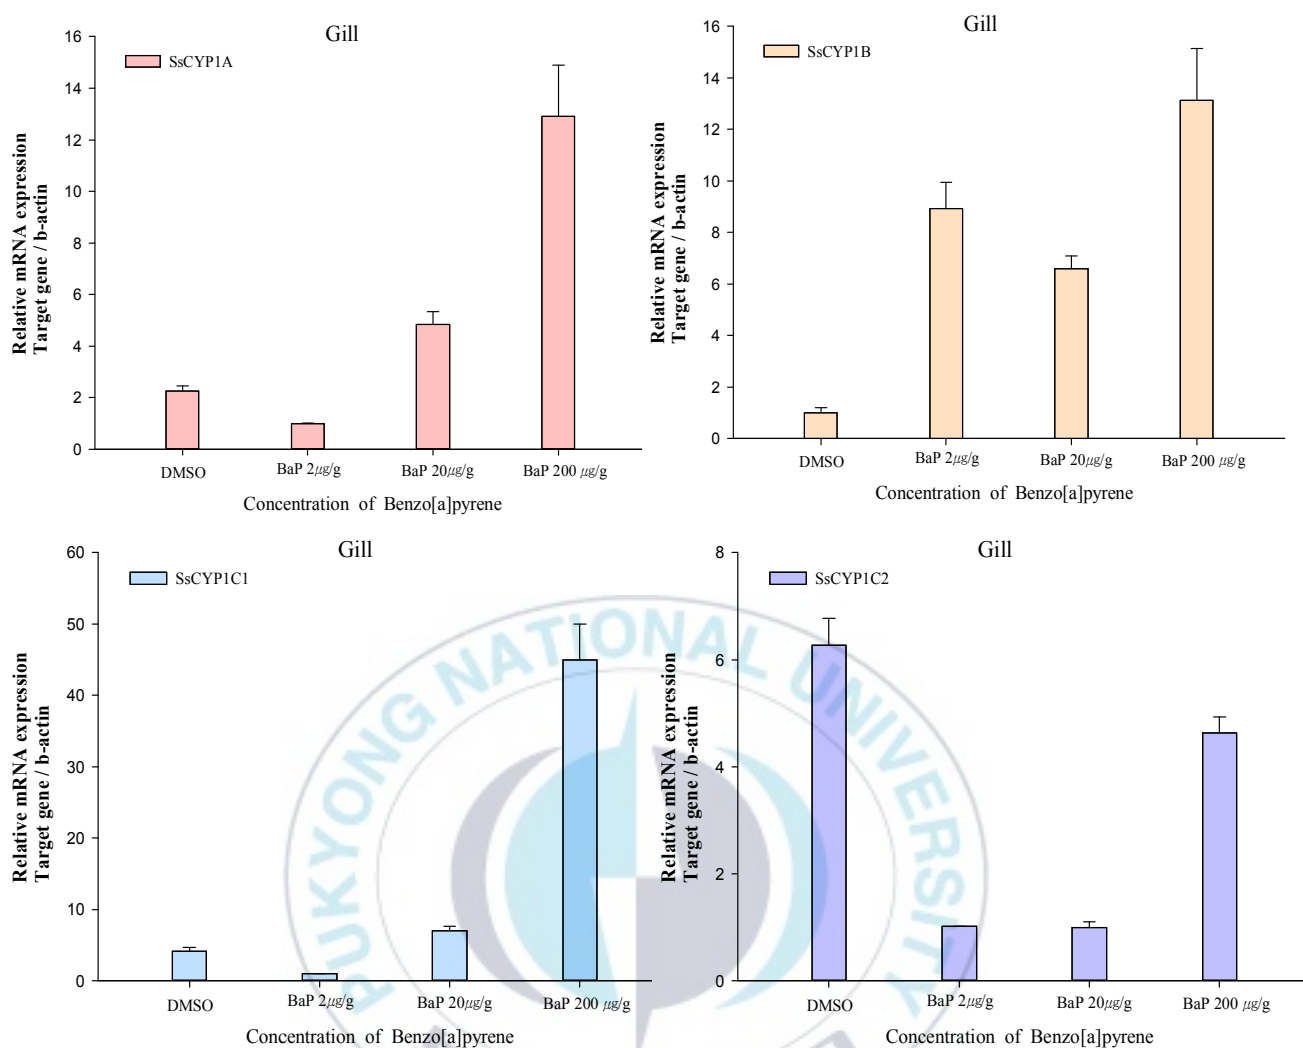 Gill
SsCYP1A
Relative mRNA expression
Target gene / b-actin
16
14
12
10
8
6
4
2
0
DMSO
BaP 2㎍/g
BaP 20㎍/g
BaP 200 ㎍/g
Concentration of Benzo[a]pyrene
Gill
SsCYP1B
Relative mRNA expression
Target gene / b-actin
16
14
12
10
8
6
4
2
0
DMSO
BaP 2㎍/g
BaP 20㎍/g
BaP 200 ㎍/g
Concentration of Benzo[a]pyrene
Gill
SsCYP1C1
Relative mRNA expression
Target gene / b-actin
60
50
40
30
20
10
0
DMSO
BaP 2㎍/g
BaP 20㎍/g
BaP 200 ㎍/g
Concentration of Benzo[a]pyrene
Gill
SsCYP1C2
Relative mRNA expression
Target gene / b-actin
8
6
4
2
0
DMSO
BaP 2㎍/g
BaP 20㎍/g
BaP 200 ㎍/g
Concentration of Benzo[a]pyrene
PUKYONG NATIONAL UNIVERSITY